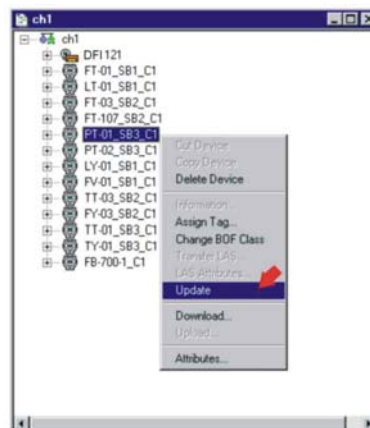 ch1
ch1
DFI 121
FT-01_SB1_C1
LT-01_SB1_C1
FT-03_SB2_C1
FT-107_SB2_C1
PT-01_SB3_C1
PT-02_SB3_C1
LY-01_SB1_C1
FV-01_SB1_C1
TT-03_SB2_C1
FY-03_SB2_C1
TT-01_SB3_C1
TY-01_SB3_C1
FB-700-1_C1
Cut Device
Copy Device
Delete Device
Information...
Assign Tag...
Change BOF Class
Transfer LAS...
LAS Attributes...
Update
Download...
Upload...
Attributes...